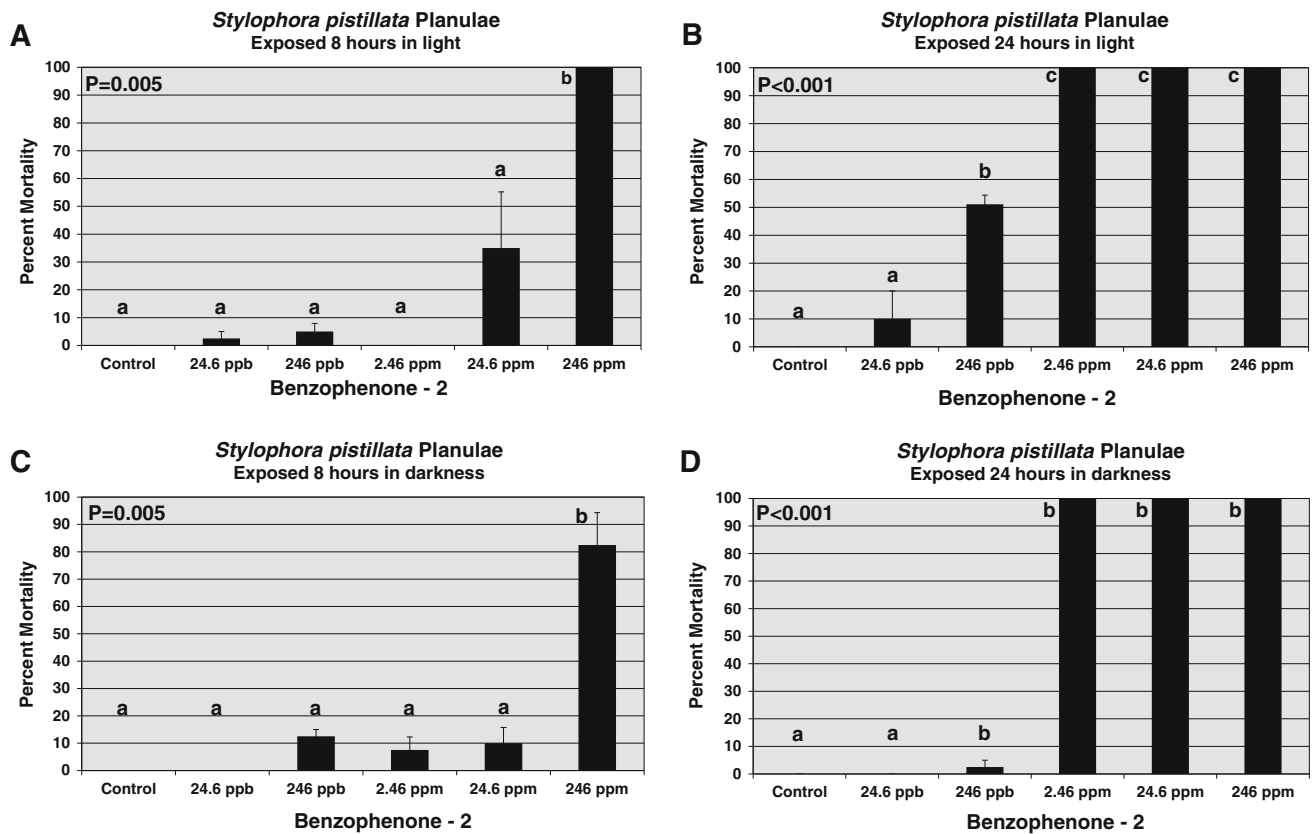 A
Stylophora pistillata Planulae
Exposed 8 hours in light
P=0.005
Percent Mortality
100
90
80
70
60
50
40
30
20
10
0
a
a
a
a
a
b
Control
24.6 ppb
246 ppb
2.46 ppm
24.6 ppm
246 ppm
Benzophenone - 2
B
Stylophora pistillata Planulae
Exposed 24 hours in light
P<0.001
Percent Mortality
100
90
80
70
60
50
40
30
20
10
0
a
a
b
c
c
c
Control
24.6 ppb
246 ppb
2.46 ppm
24.6 ppm
246 ppm
Benzophenone - 2
C
Stylophora pistillata Planulae
Exposed 8 hours in darkness
P=0.005
Percent Mortality
100
90
80
70
60
50
40
30
20
10
0
a
a
a
a
a
b
Control
24.6 ppb
246 ppb
2.46 ppm
24.6 ppm
246 ppm
Benzophenone - 2
D
Stylophora pistillata Planulae
Exposed 24 hours in darkness
P<0.001
Percent Mortality
100
90
80
70
60
50
40
30
20
10
0
a
a
b
b
b
b
Control
24.6 ppb
246 ppb
2.46 ppm
24.6 ppm
246 ppm
Benzophenone - 2